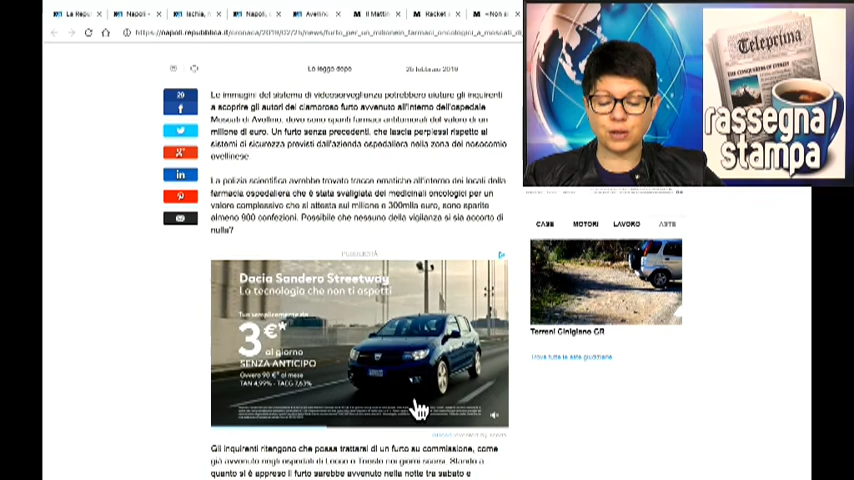 La Repu
Napoli -
Ischia, f
Napoli,
Avellino
Il Mattin
Racket s
«Non si
https://napoli.repubblica.it/cronaca/2019/02/25/news/furto_per_un_milionein_farmaci_oncologici_a_moscati_di_
Lo leggo dopo
25 febbraio 2019
20
Le immagini del sistema di videosorveglianza potrebbero aiutare gli inquirenti
a scoprire gli autori del clamoroso furto avvenuto all'interno dell'ospedale
Moscati di Avellino, dove sono spariti farmaci antitumorali del valore di un
milione di euro. Un furto senza precedenti, che lascia perplessi rispetto ai
sistemi di sicurezza previsti dall'azienda ospedaliera nella zona del nosocomio
avellinese.
La polizia scientifica avrebbe trovato tracce ematiche all'interno dei locali della
farmacia ospedaliera che è stata svaligiata dei medicinali oncologici per un
valore complessivo che si attesta sul milione e 300mila euro, sono sparite
almeno 900 confezioni. Possibile che nessuno della vigilanza si sia accorto di
nulla?
PUBBLICITÀ
Dacia Sandero Streetway
La tecnologia che non ti aspetti
Tua semplicemente da
3€*
al giorno
SENZA ANTICIPO
Ovvero 90 €* al mese
TAN 4,99% - TAEG 7,63%
Gli inquirenti ritengono che possa trattarsi di un furto su commissione, come
già avvenuto negli ospedali di Lecco o Trieste nei giorni scorsi. Stando a
quanto si è appreso il furto sarebbe avvenuto nella notte tra sabato e
Teleprima
rassegna
stampa
CASE
MOTORI
LAVORO
ASTE
Terreni Cinigiano GR
Trova tutte le aste giudiziarie